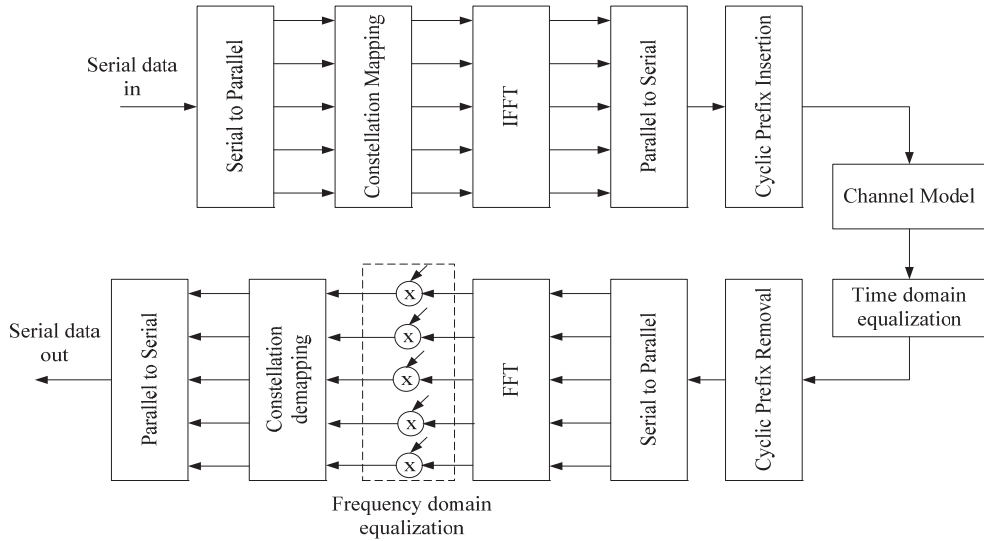 Serial data
in
Serial to Parallel
Constellation Mapping
IFFT
Parallel to Serial
Cyclic Prefix Insertion
Channel Model
Time domain
equalization
Cyclic Prefix Removal
Serial to Parallel
FFT
x
x
x
x
x
Frequency domain
equalization
Constellation
demapping
Parallel to Serial
Serial data
out